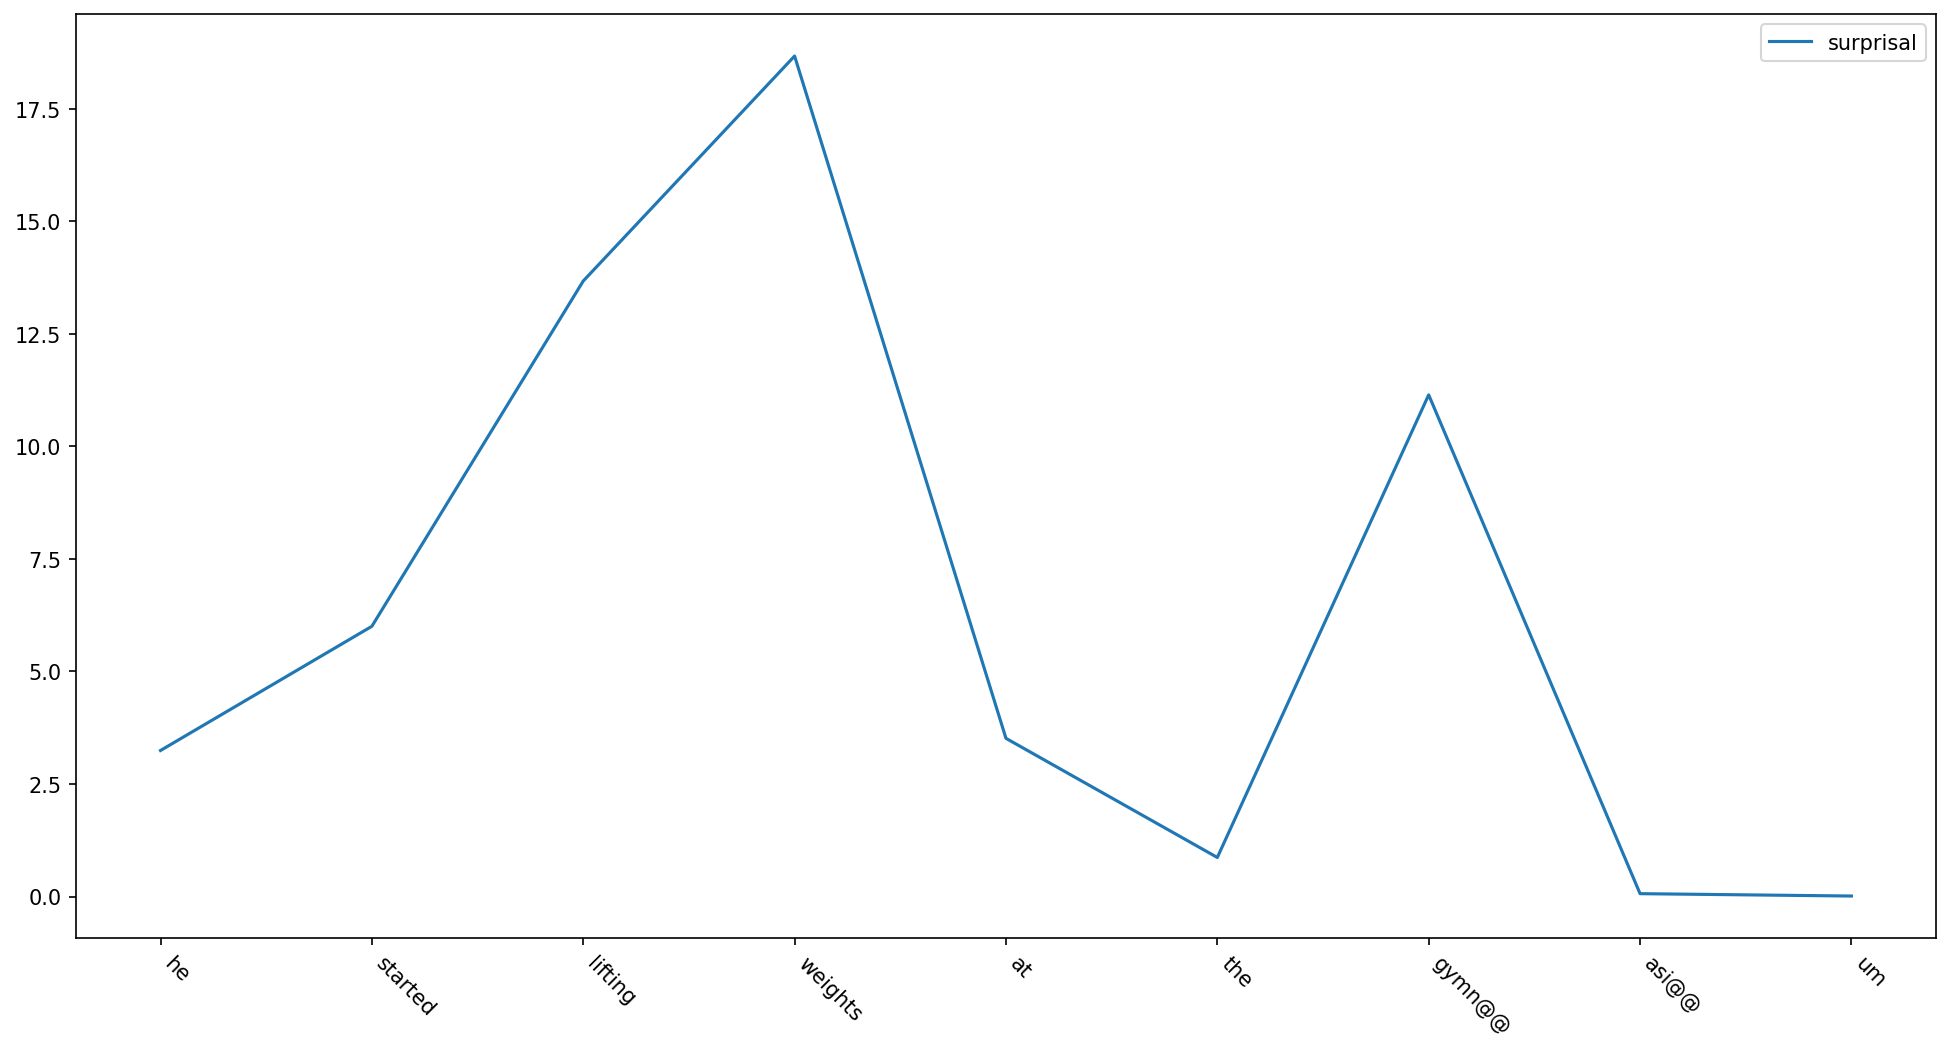 surprisal
17.5
15.0
12.5
10.0
7.5
5.0
2.5
0.0
he
started
lifting
weights
at
the
gymn@@
asi@@
um